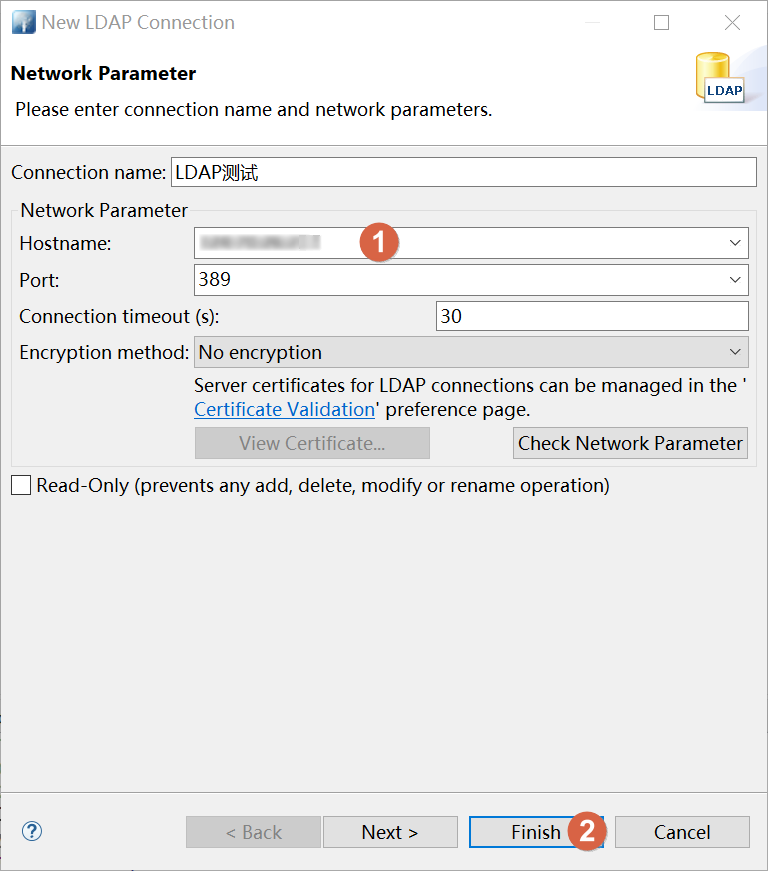 New LDAP Connection
Network Parameter
Please enter connection name and network parameters.
LDAP
Connection name: LDAP测试
Network Parameter
Hostname: 1
Port: 389
Connection timeout (s): 30
Encryption method: No encryption
Server certificates for LDAP connections can be managed in the '
Certificate Validation' preference page.
View Certificate... Check Network Parameter
Read-Only (prevents any add, delete, modify or rename operation)
? < Back Next > Finish 2 Cancel